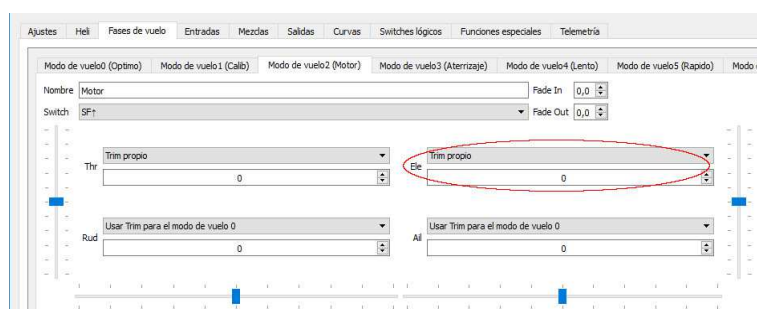 Ajustes Heli Fases de vuelo Entradas Mezclas Salidas Curvas Switches lógicos Funciones especiales Telemetría
Modo de vuelo0 (Optimo) Modo de vuelo1 (Calib) Modo de vuelo2 (Motor) Modo de vuelo3 (Aterrizaje) Modo de vuelo4 (Lento) Modo de vuelo5 (Rapido) Modo
Nombre Motor Fade In 0,0
Switch SF↑ Fade Out 0,0
Thr Trim propio Ele Trim propio
0 0
Rud Usar Trim para el modo de vuelo 0 Ail Usar Trim para el modo de vuelo 0
0 0